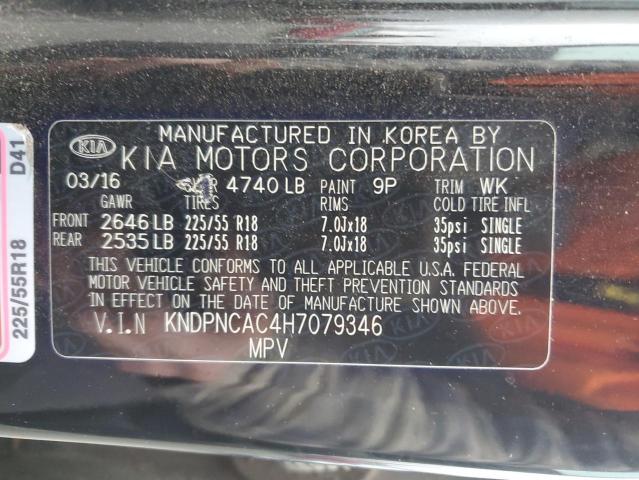 MANUFACTURED IN KOREA BY
KIA KIA MOTORS CORPORATION
03/16 4740 LB PAINT 9P TRIM WK
GAWR TIRES RIMS COLD TIRE INFL
FRONT 2646 LB 225/55 R18 7.0Jx18 35psi SINGLE
REAR 2535 LB 225/55 R18 7.0Jx18 35psi SINGLE
THIS VEHICLE CONFORMS TO ALL APPLICABLE U.S.A. FEDERAL
MOTOR VEHICLE SAFETY AND THEFT PREVENTION STANDARDS
IN EFFECT ON THE DATE OF MANUFACTURE SHOWN ABOVE.
V.I.N KNDPNCAC4H7079346
MPV
225/55R18 D41